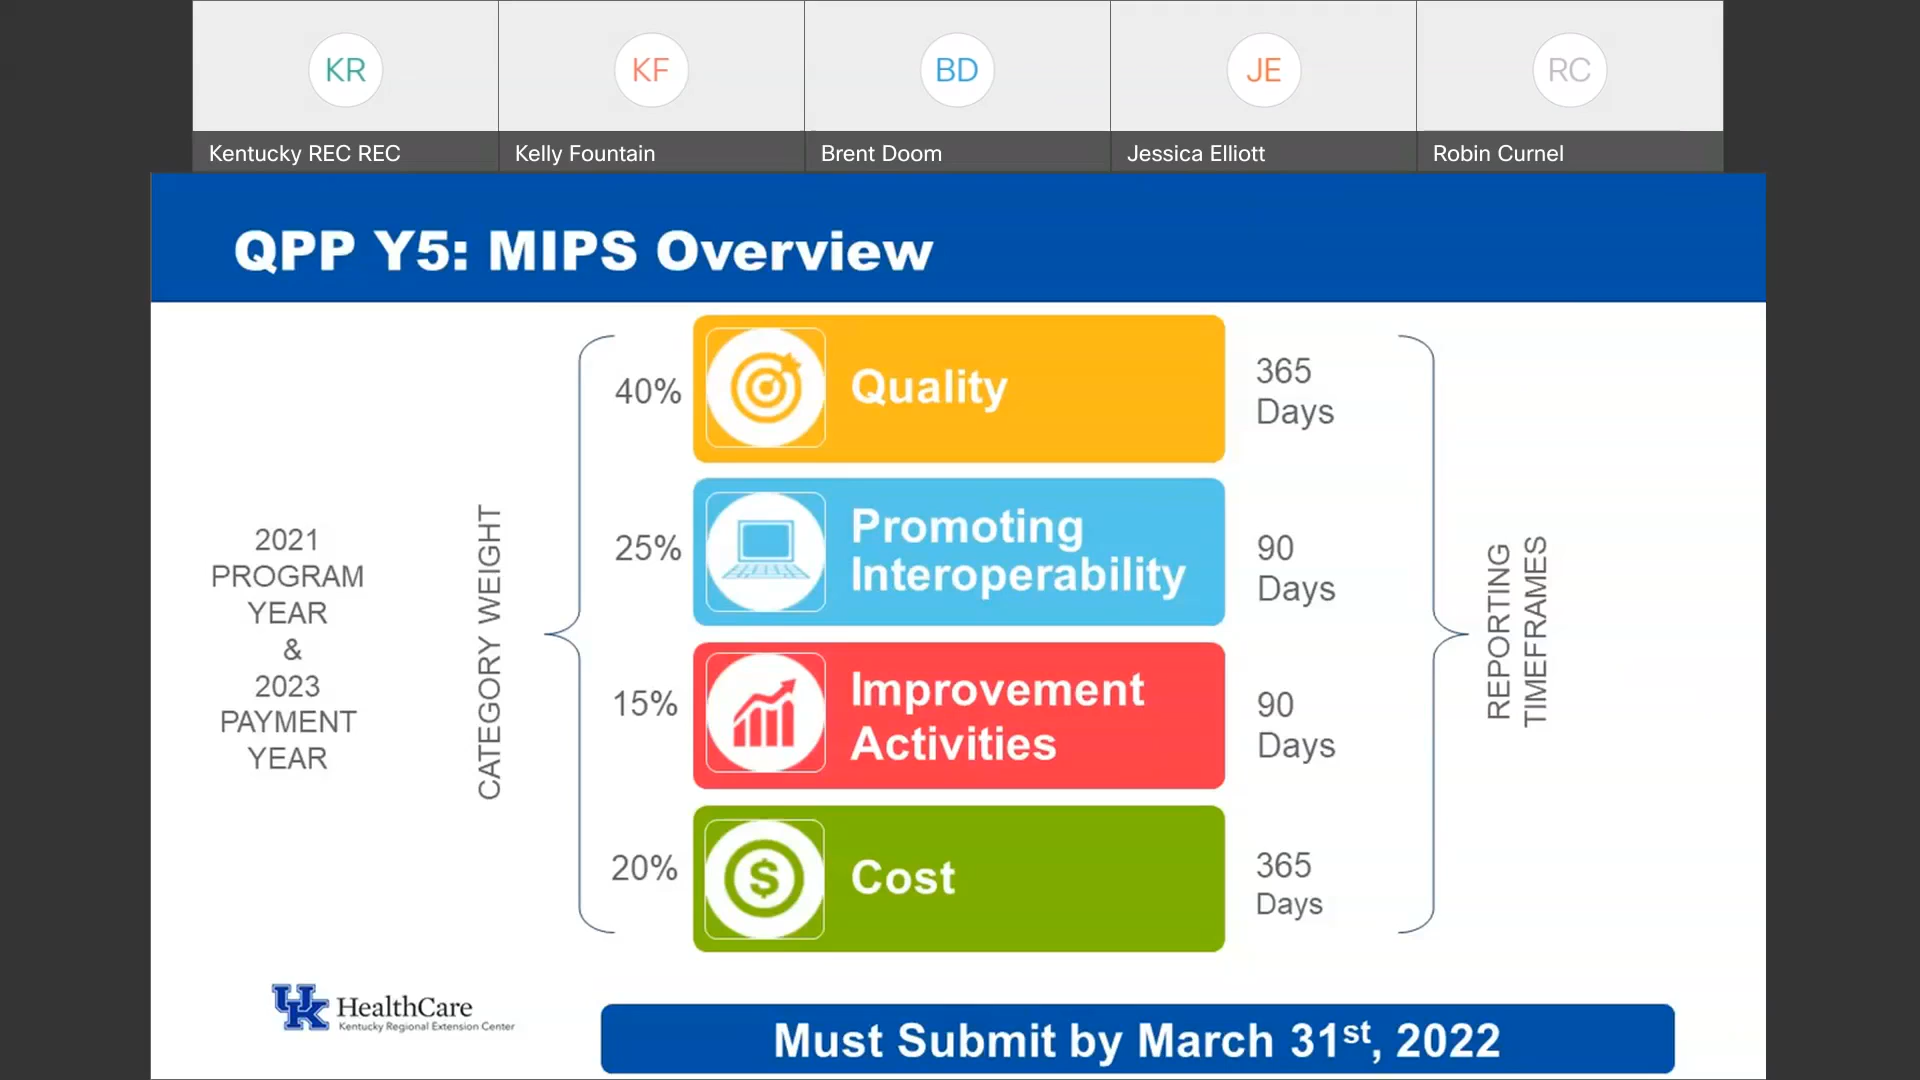 KR
KF
BD
JE
RC
Kentucky REC REC
Kelly Fountain
Brent Doom
Jessica Elliott
Robin Curnel
QPP Y5: MIPS Overview
2021
PROGRAM
YEAR
&
2023
PAYMENT
YEAR
CATEGORY WEIGHT
40%
Quality
365
Days
25%
Promoting
Interoperability
90
Days
15%
Improvement
Activities
90
Days
20%
$
Cost
365
Days
REPORTING
TIMEFRAMES
UK
HealthCare
Kentucky Regional Extension Center
Must Submit by March 31st, 2022